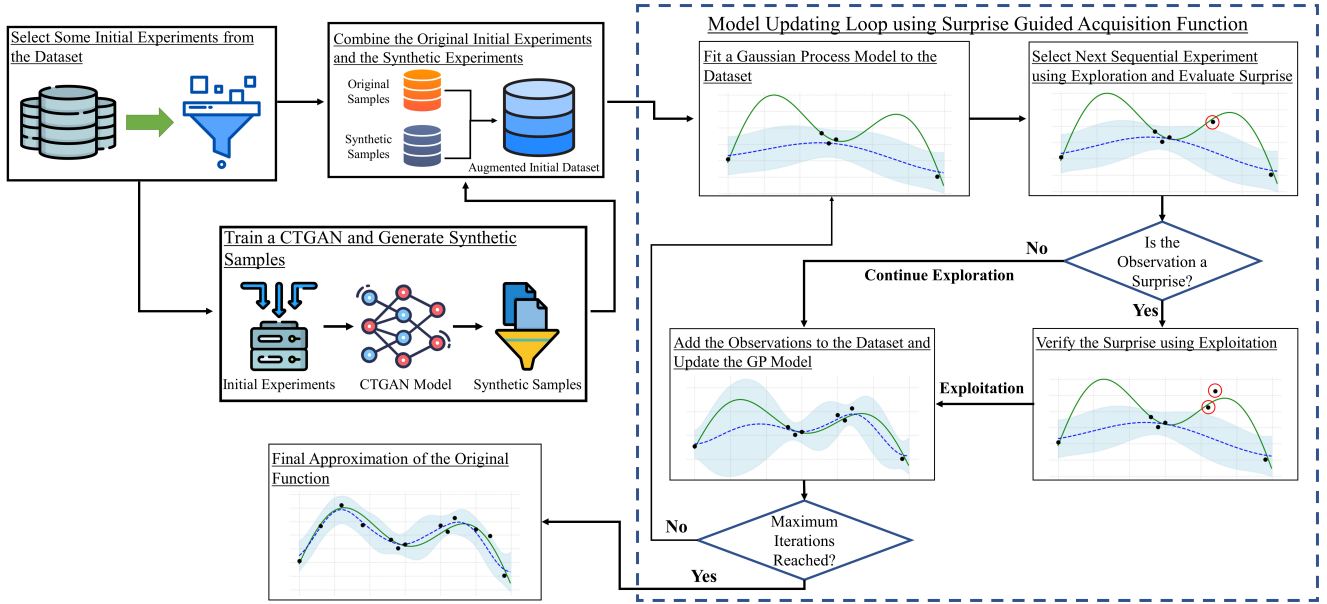 Select Some Initial Experiments from
the Dataset
Combine the Original Initial Experiments
and the Synthetic Experiments
Original
Samples
Synthetic
Samples
Augmented Initial Dataset
Train a CTGAN and Generate Synthetic
Samples
Initial Experiments
CTGAN Model
Synthetic Samples
Model Updating Loop using Surprise Guided Acquisition Function
Fit a Gaussian Process Model to the
Dataset
Select Next Sequential Experiment
using Exploration and Evaluate Surprise
Is the
Observation a
Surprise?
No
Continue Exploration
Yes
Verify the Surprise using Exploitation
Exploitation
Add the Observations to the Dataset and
Update the GP Model
Maximum
Iterations
Reached?
No
Yes
Final Approximation of the Original
Function